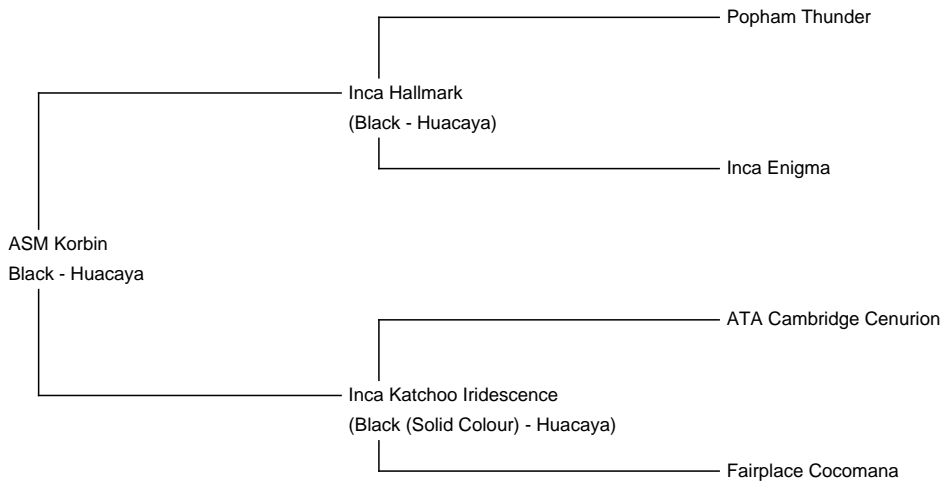 Popham Thunder
Inca Hallmark
(Black - Huacaya)
Inca Enigma
ASM Korbin
Black - Huacaya
ATA Cambridge Cenurion
Inca Katchoo Iridescence
(Black (Solid Colour) - Huacaya)
Fairplace Cocomana